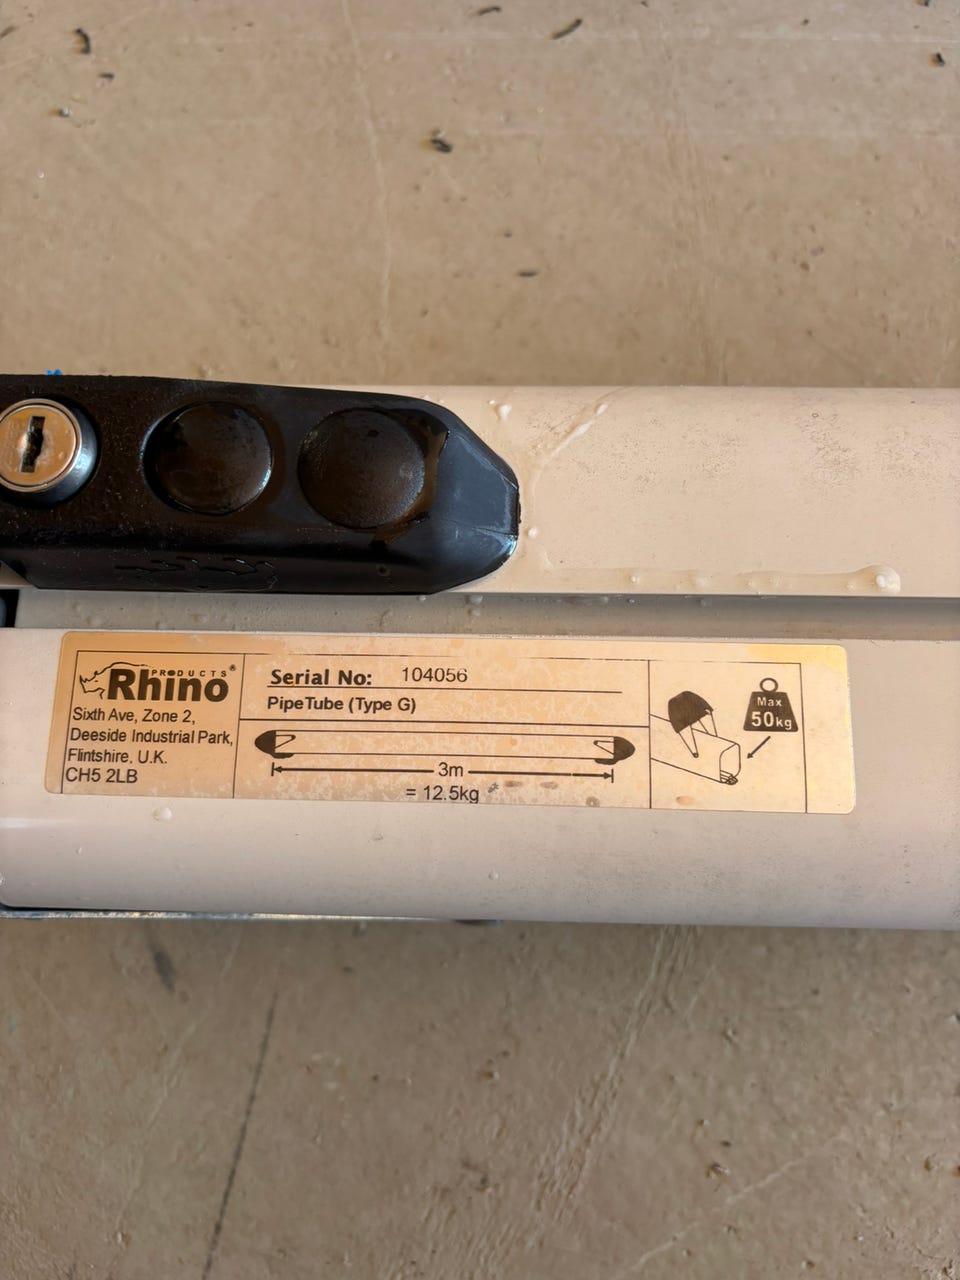 PRODUCTS®
Rhino
Sixth Ave, Zone 2,
Deeside Industrial Park,
Flintshire, U.K.
CH5 2LB
Serial No: 104056
PipeTube (Type G)
3m
= 12.5kg
Max
50kg